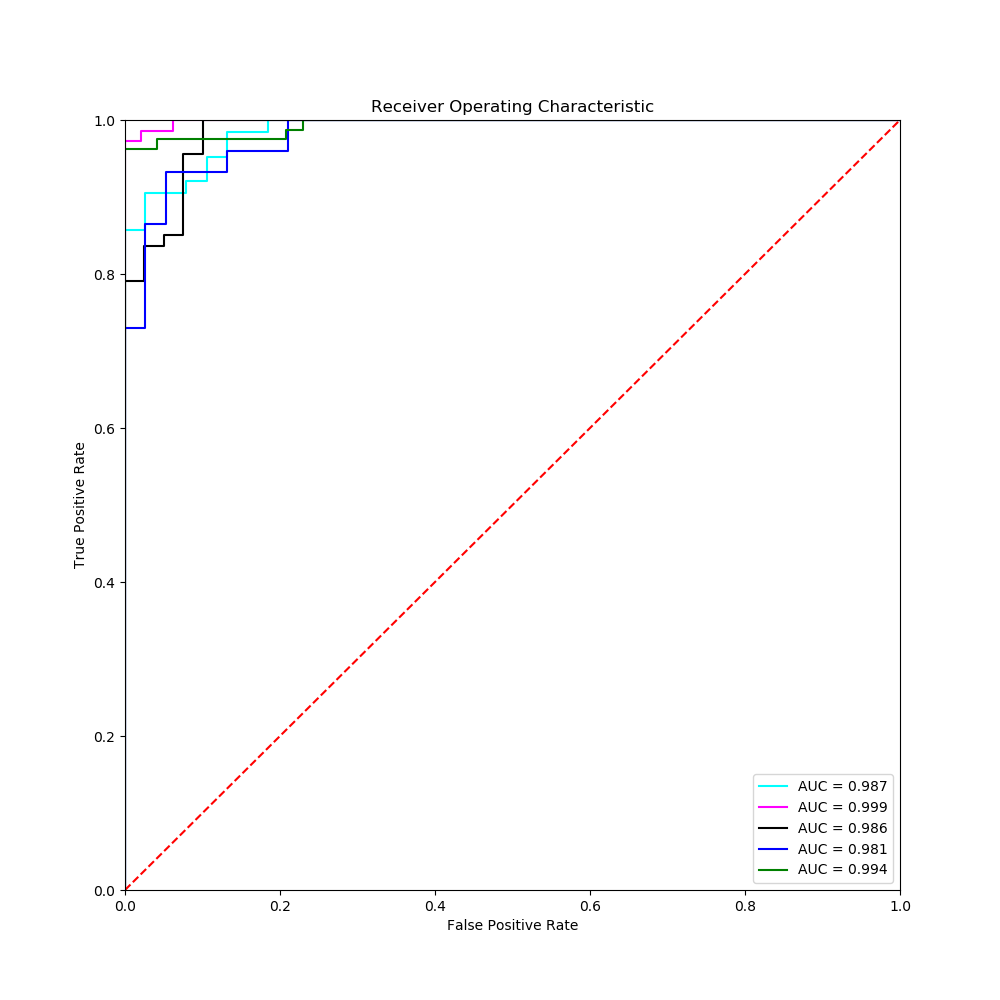 Receiver Operating Characteristic
1.0
0.8
0.6
0.4
0.2
0.0
True Positive Rate
0.0 0.2 0.4 0.6 0.8 1.0
False Positive Rate
AUC = 0.987
AUC = 0.999
AUC = 0.986
AUC = 0.981
AUC = 0.994